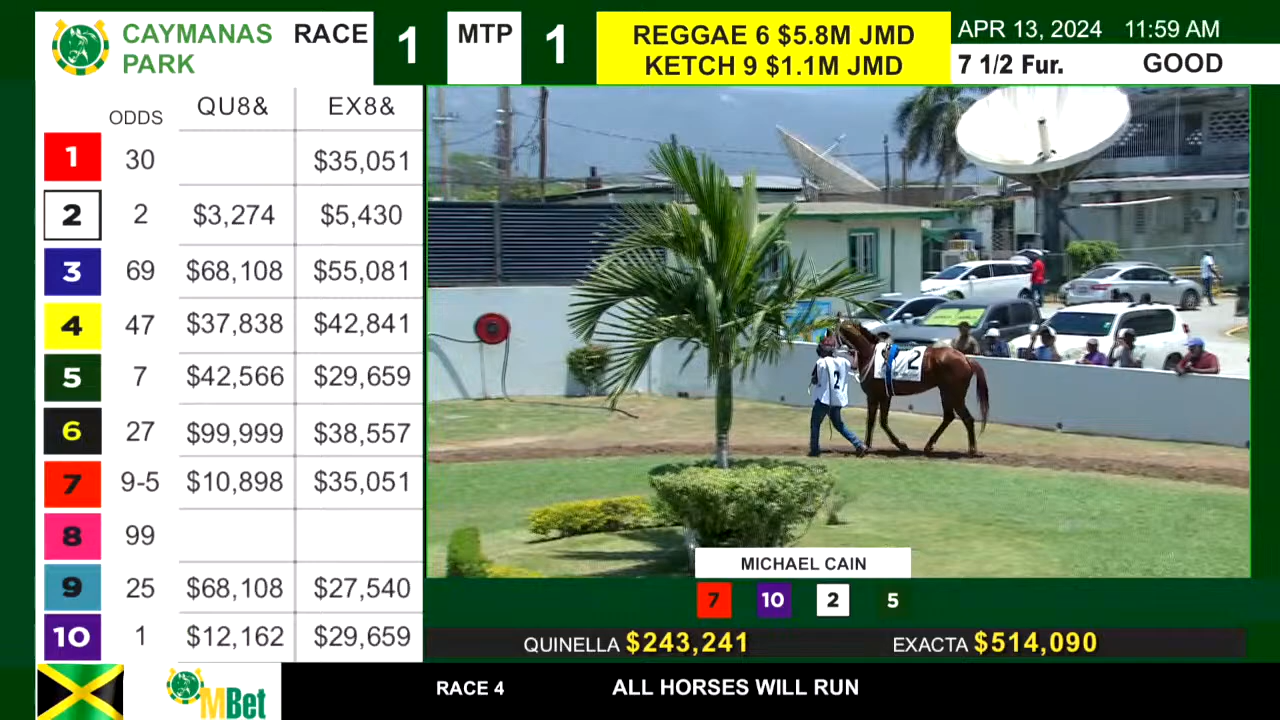 CAYMANAS PARK RACE 1 MTP 1
REGGAE 6 $5.8M JMD
KETCH 9 $1.1M JMD
APR 13, 2024 11:59 AM
7 1/2 Fur. GOOD
ODDS QU8& EX8&
1 30 $35,051
2 2 $3,274 $5,430
3 69 $68,108 $55,081
4 47 $37,838 $42,841
5 7 $42,566 $29,659
6 27 $99,999 $38,557
7 9-5 $10,898 $35,051
8 99
9 25 $68,108 $27,540
10 1 $12,162 $29,659
2
2
MICHAEL CAIN
7 10 2 5
QUINELLA $243,241 EXACTA $514,090
MBet RACE 4 ALL HORSES WILL RUN